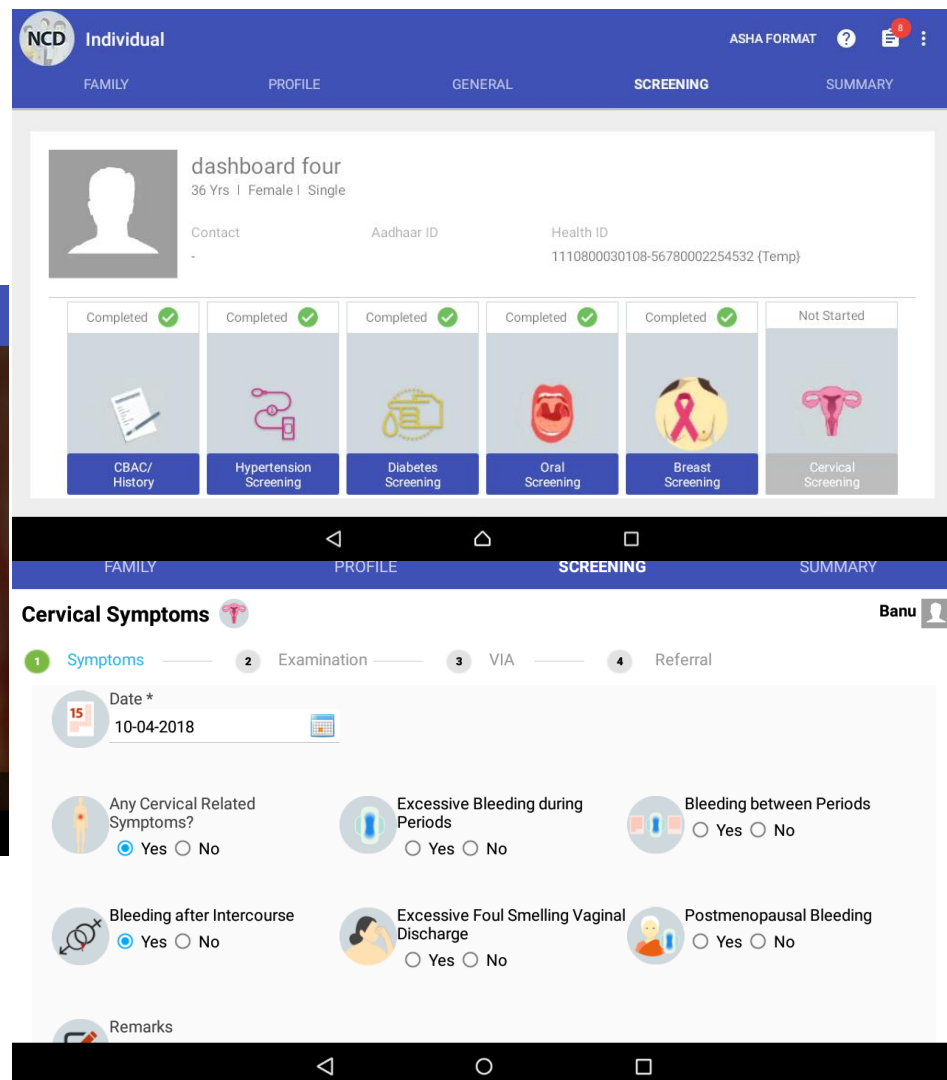 NCD Individual ASHA FORMAT ? 8
FAMILY PROFILE GENERAL SCREENING SUMMARY
dashboard four
36 Yrs | Female | Single
Contact Aadhaar ID Health ID
- 1110800030108-56780002254532 {Temp}
Completed Completed Completed Completed Completed Not Started
CBAC/ Hypertension Diabetes Oral Breast Cervical
History Screening Screening Screening Screening Screening
FAMILY PROFILE SCREENING SUMMARY
Cervical Symptoms Banu
1 Symptoms 2 Examination 3 VIA 4 Referral
Date *
15
10-04-2018
Any Cervical Related
Symptoms?
Yes No
Excessive Bleeding during
Periods
Yes No
Bleeding between Periods
Yes No
Bleeding after Intercourse
Yes No
Excessive Foul Smelling Vaginal
Discharge
Yes No
Postmenopausal Bleeding
Yes No
Remarks